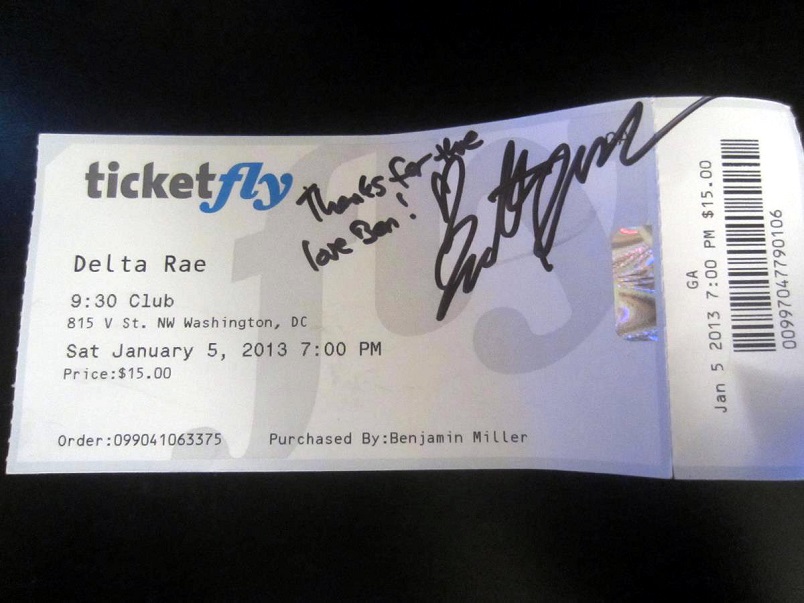 ticketfly
Thanks for the
love Ben!
Delta Rae
9:30 Club
815 V St. NW Washington, DC
Sat January 5, 2013 7:00 PM
Price:$15.00
Order:099041063375 Purchased By:Benjamin Miller
GA
Jan 5 2013 7:00 PM $15.00
00997047790106